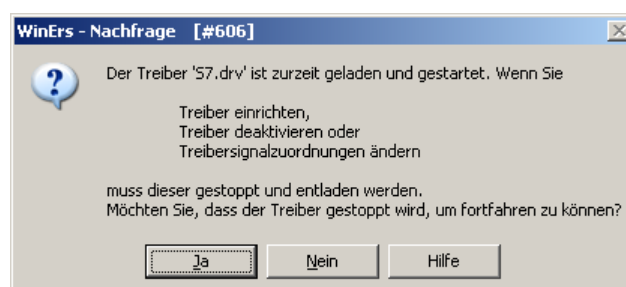 WinErs - Nachfrage [#606]
Der Treiber 'S7.drv' ist zurzeit geladen und gestartet. Wenn Sie
Treiber einrichten,
Treiber deaktivieren oder
Treibersignalzuordnungen ändern
muss dieser gestoppt und entladen werden.
Möchten Sie, dass der Treiber gestoppt wird, um fortfahren zu können?
Ja Nein Hilfe